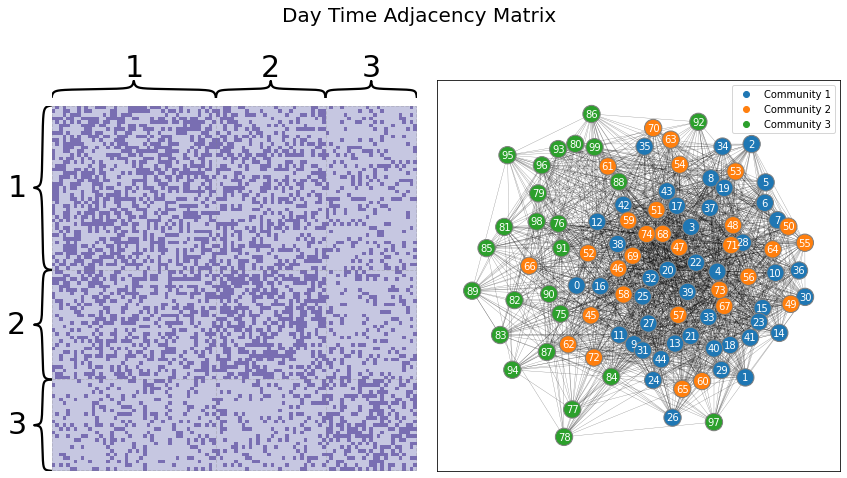 Day Time Adjacency Matrix
1 2 3
1
2
3
Community 1
Community 2
Community 3
86
70 92
63
35 34 2
93 80 99
95
96 61 54 53
79 88 8 5
43 19
42 51 17 37 6
98 76 12 59 7
81 3 48 50
74 68
85 91 38 47 71 28 64 55
52 69
66 46 20 22 4 10 36
32 56
89 90 0 16 58 25 39 73
82 67 49 30
75 45 57 33 15
83 27 23
11 21 41 14
62 9 13 18
87 31 40
72 44
94 84 24 29 1
65 60
77
26 97
78